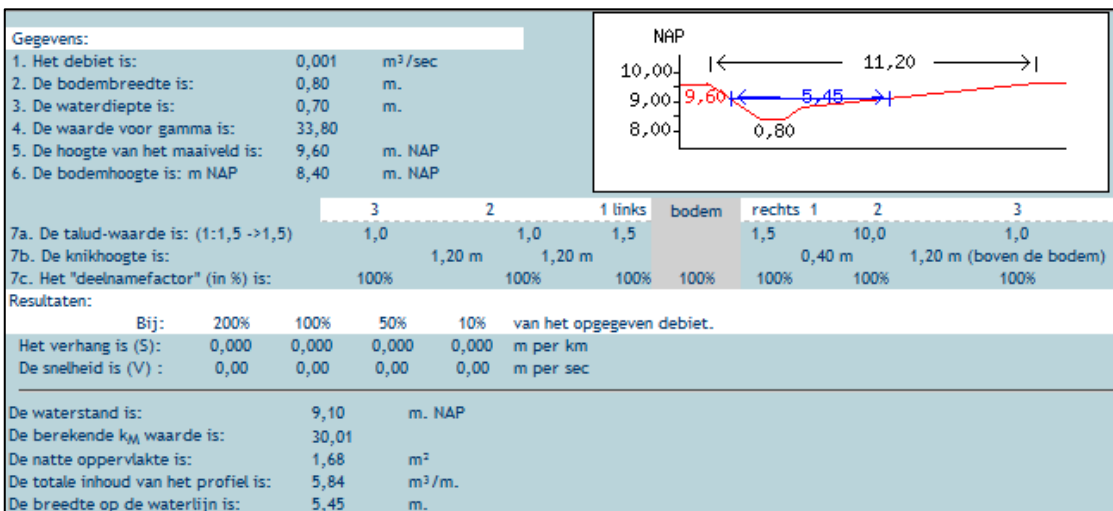 Gegevens:
1. Het debiet is: 0,001 m³/sec
2. De bodembreedte is: 0,80 m.
3. De waterdiepte is: 0,70 m.
4. De waarde voor gamma is: 33,80
5. De hoogte van het maaiveld is: 9,60 m. NAP
6. De bodemhoogte is: m NAP 8,40 m. NAP
NAP
11,20
10,00
9,00 9,60 5,45
8,00 0,80
3 2 1 links bodem rechts 1 2 3
7a. De talud-waarde is: (1:1,5 ->1,5) 1,0 1,0 1,5 1,5 10,0 1,0
7b. De knikhoogte is: 1,20 m 1,20 m 0,40 m 1,20 m (boven de bodem)
7c. Het "deelnamefactor" (in %) is: 100% 100% 100% 100% 100% 100% 100%
Resultaten:
Bij: 200% 100% 50% 10% van het opgegeven debiet.
Het verhang is (S): 0,000 0,000 0,000 0,000 m per km
De snelheid is (V) : 0,00 0,00 0,00 0,00 m per sec
De waterstand is: 9,10 m. NAP
De berekende kM waarde is: 30,01
De natte oppervlakte is: 1,68 m²
De totale inhoud van het profiel is: 5,84 m³/m.
De breedte op de waterlijn is: 5,45 m.